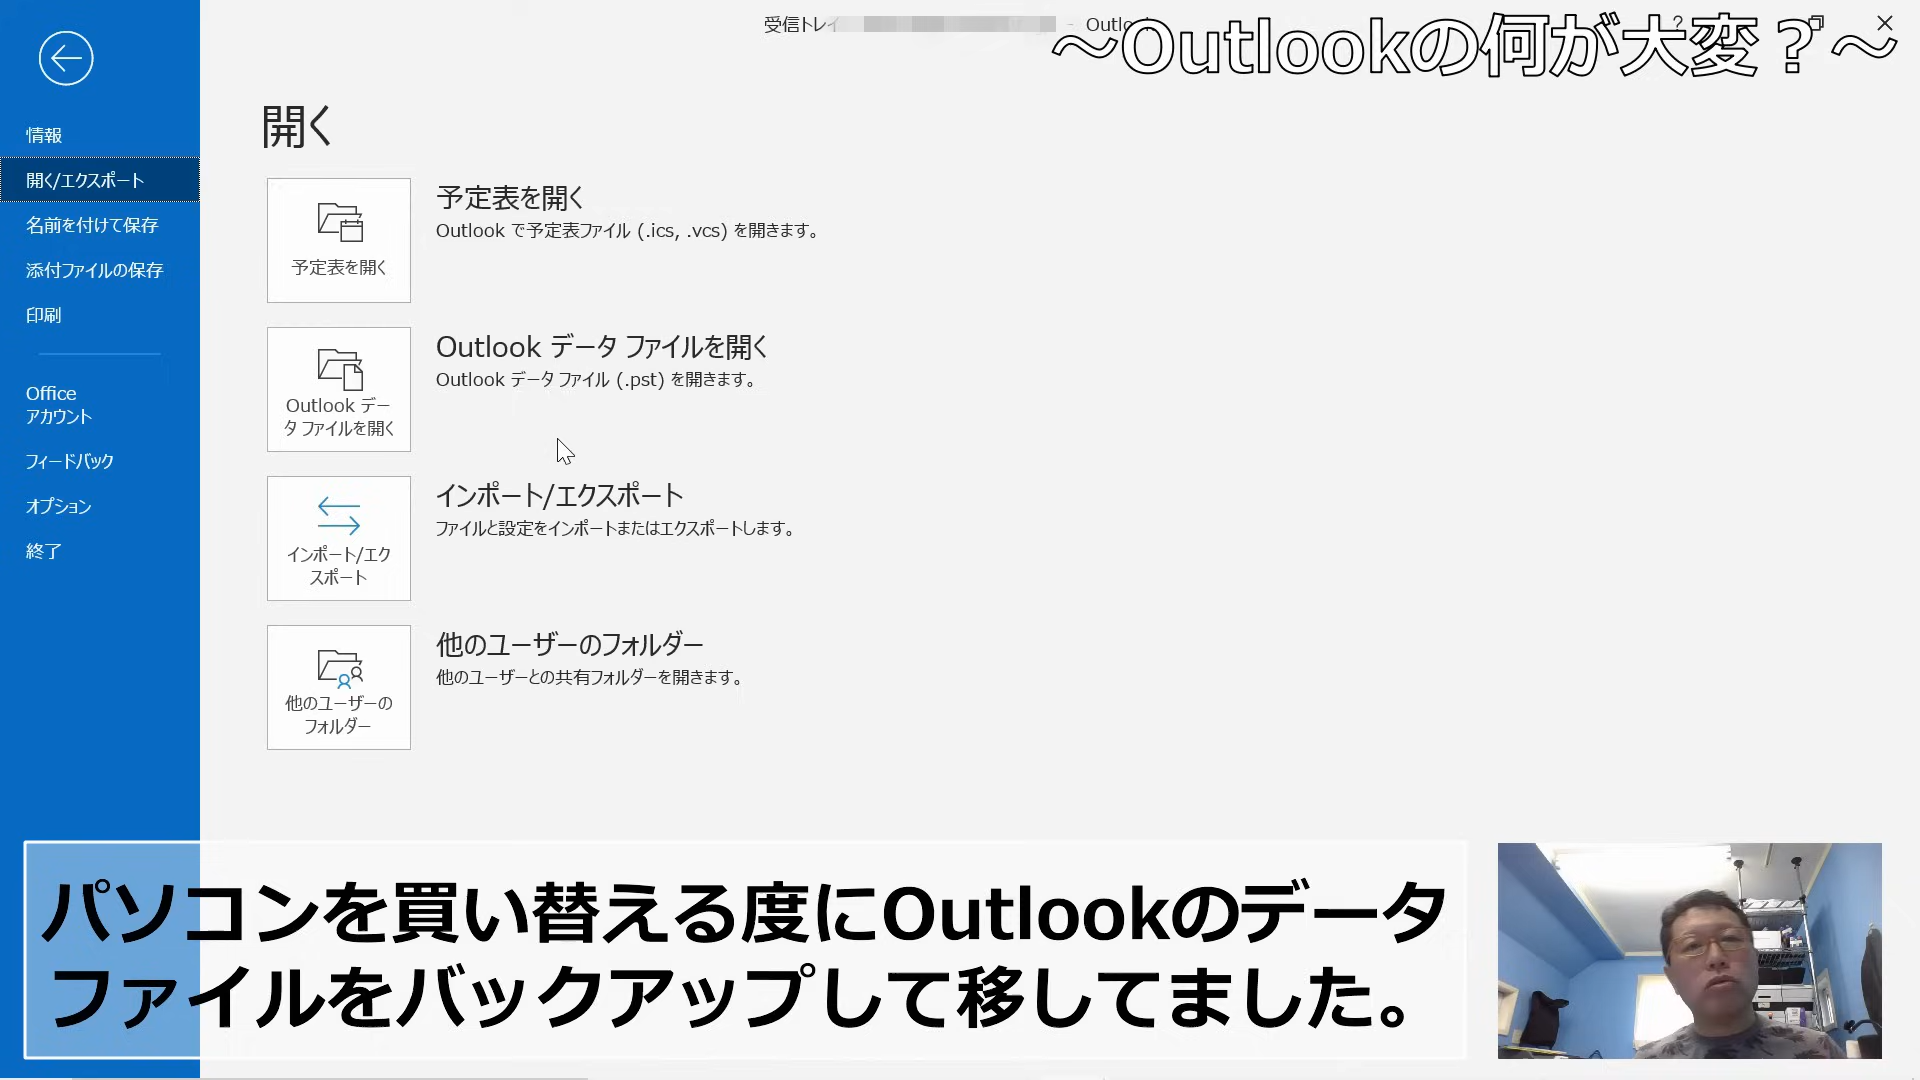 受信トレイ
- Outlook
?
～Outlookの何が大変？～
情報
開く/エクスポート
名前を付けて保存
添付ファイルの保存
印刷
Office
アカウント
フィードバック
オプション
終了
開く
予定表を開く
予定表を開く
Outlook で予定表ファイル (.ics, .vcs) を開きます。
Outlook デー
タ ファイルを開く
Outlook データ ファイルを開く
Outlook データ ファイル (.pst) を開きます。
インポート/エク
スポート
インポート/エクスポート
ファイルと設定をインポートまたはエクスポートします。
他のユーザーの
フォルダー
他のユーザーのフォルダー
他のユーザーとの共有フォルダーを開きます。
パソコンを買い替える度にOutlookのデータ
ファイルをバックアップして移してました。